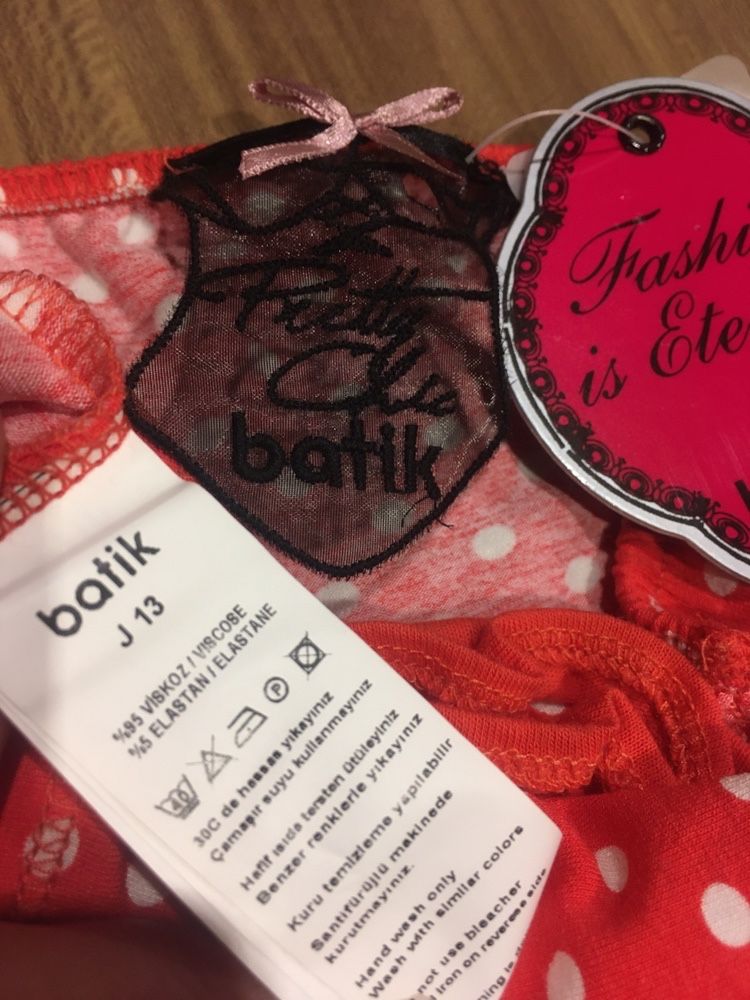 Pretty
Chic
batik
Fashi
is Ete
batik
J 13
%95 VİSKOZ / VISCOSE
%5 ELASTAN / ELASTANE
30C de hassas yıkayınız
Çamaşır suyu kullanmayınız
Hafif ısıda tersten ütüleyiniz
Benzer renklerle yıkayınız
Kuru temizleme yapılabilir
Santifürüjlü makinede
kurutmayınız.
Hand wash only
Wash with similar colors
not use bleacher
iron on reverse side